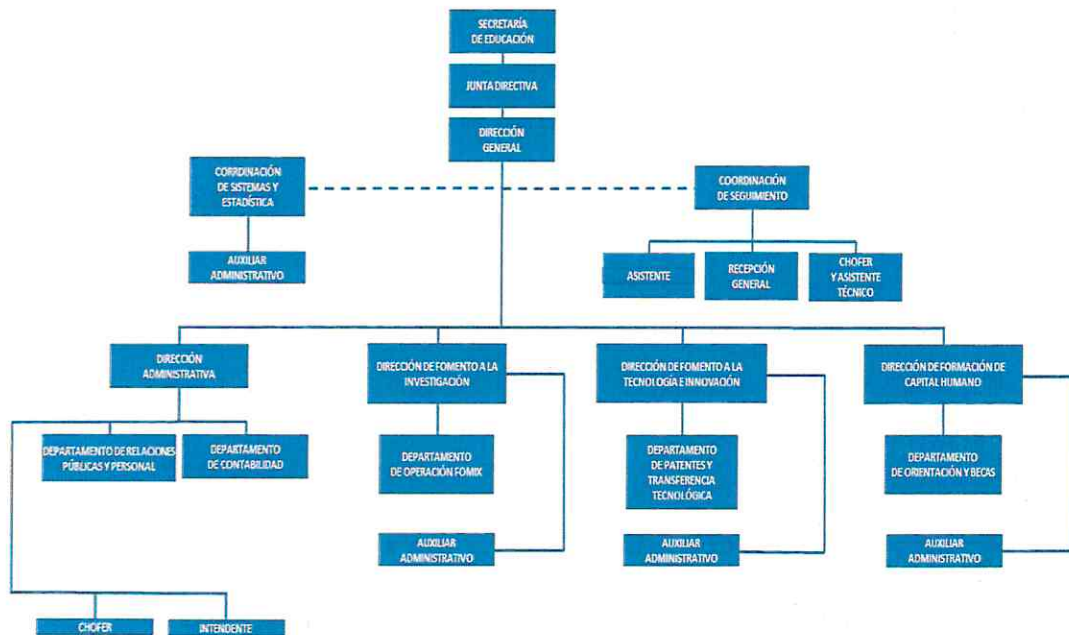 SECRETARÍA
DE EDUCACIÓN
JUNTA DIRECTIVA
DIRECCIÓN
GENERAL
CORRDINACIÓN
DE SISTEMAS Y
ESTADÍSTICA
COORDINACIÓN
DE SEGUIMIENTO
AUXILIAR
ADMINISTRATIVO
ASISTENTE
RECEPCIÓN
GENERAL
CHOFER
Y ASISTENTE
TÉCNICO
DIRECCIÓN
ADMINISTRATIVA
DIRECCIÓN DE FOMENTO A LA
INVESTIGACIÓN
DIRECCIÓN DE FOMENTO A LA
TECNOLOGÍA E INNOVACIÓN
DIRECCIÓN DE FORMACIÓN DE
CAPITAL HUMANO
DEPARTAMENTO DE RELACIONES
PÚBLICAS Y PERSONAL
DEPARTAMENTO
DE CONTABILIDAD
DEPARTAMENTO
DE OPERACIÓN FOMIX
DEPARTAMENTO
DE PATENTES Y
TRANSFERENCIA
TECNOLÓGICA
DEPARTAMENTO
DE ORIENTACIÓN Y BECAS
AUXILIAR
ADMINISTRATIVO
AUXILIAR
ADMINISTRATIVO
AUXILIAR
ADMINISTRATIVO
CHOFER
INTENDENTE